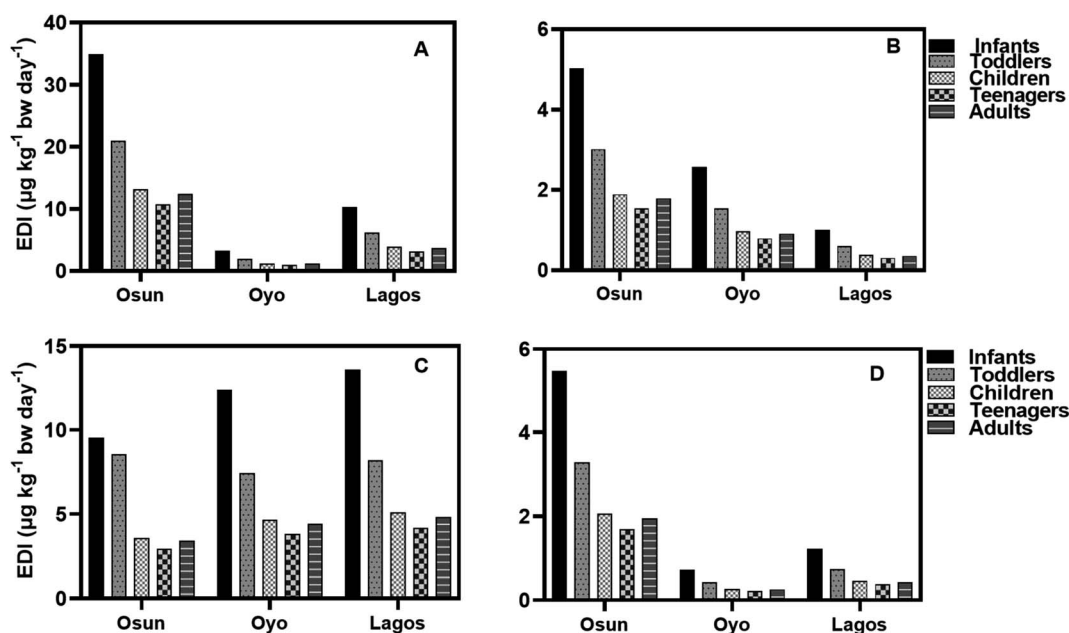 A
EDI (µg kg⁻¹ bw day⁻¹)
40
30
20
10
0
Osun Oyo Lagos
B
6
4
2
0
Osun Oyo Lagos
Infants
Toddlers
Children
Teenagers
Adults
C
EDI (µg kg⁻¹ bw day⁻¹)
15
10
5
0
Osun Oyo Lagos
D
6
4
2
0
Osun Oyo Lagos
Infants
Toddlers
Children
Teenagers
Adults